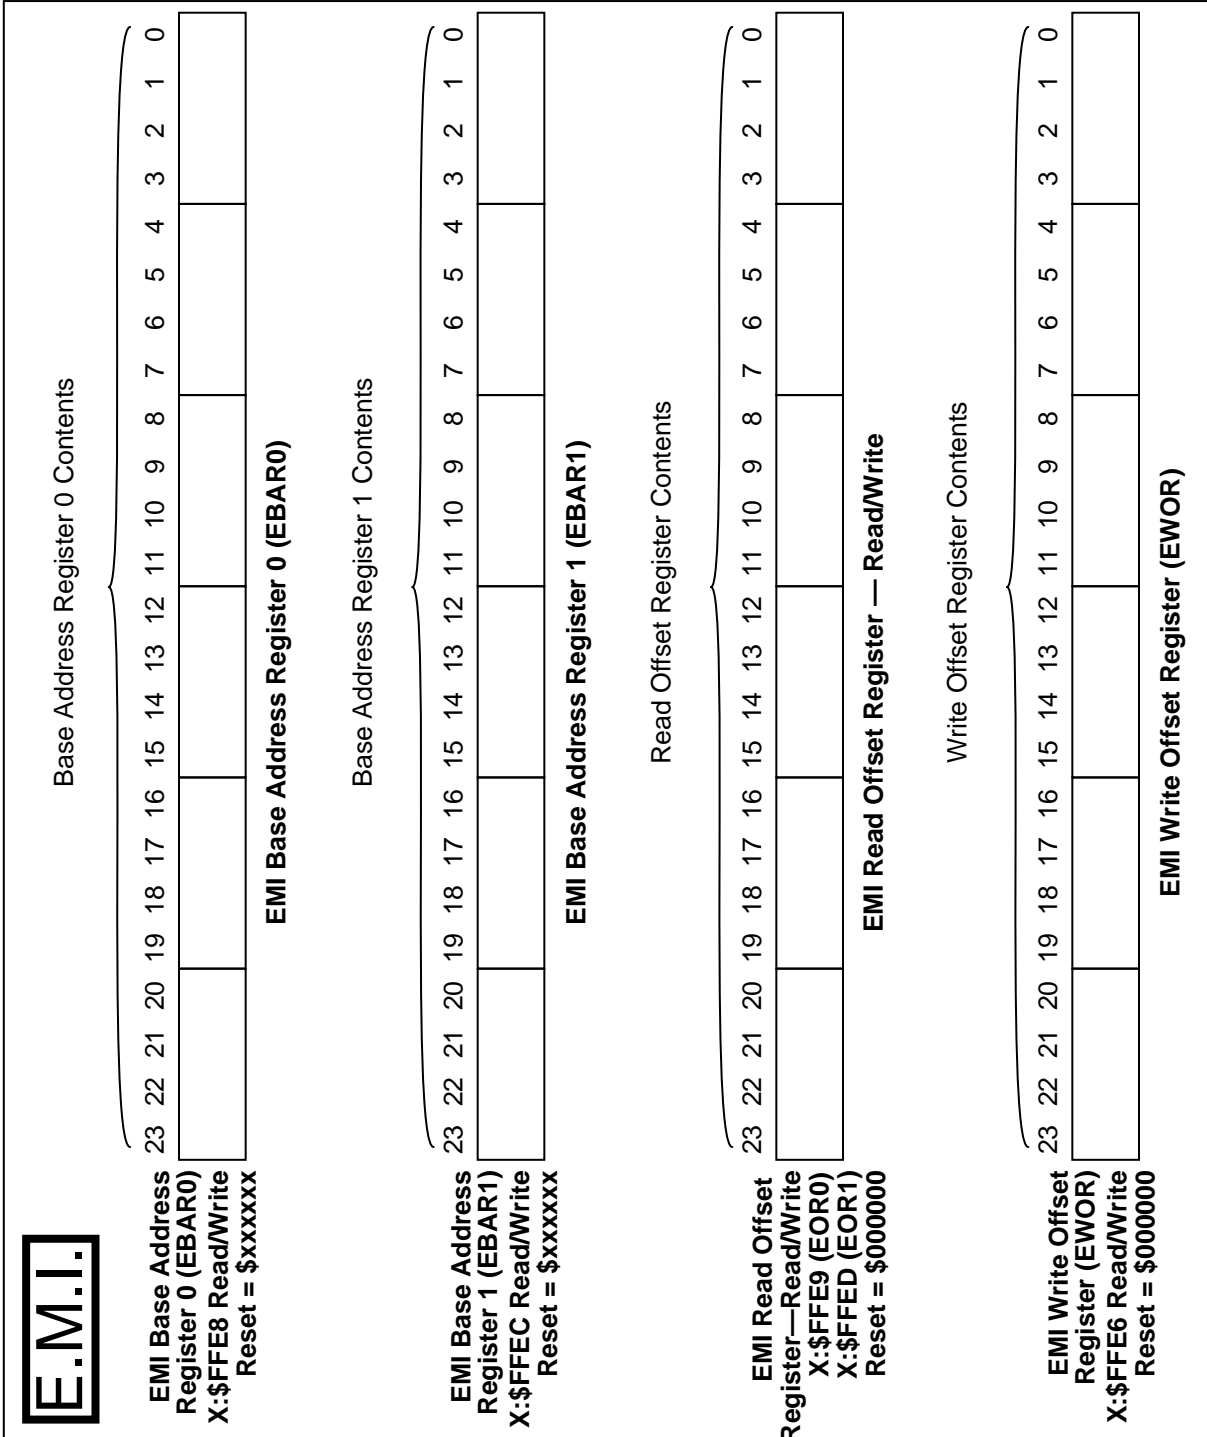 E.M.I.
Base Address Register 0 Contents
23 22 21 20 19 18 17 16 15 14 13 12 11 10 9 8 7 6 5 4 3 2 1 0
EMI Base Address
Register 0 (EBAR0)
X:$FFE8 Read/Write
Reset = $xxxxxx
EMI Base Address Register 0 (EBAR0)
Base Address Register 1 Contents
23 22 21 20 19 18 17 16 15 14 13 12 11 10 9 8 7 6 5 4 3 2 1 0
EMI Base Address
Register 1 (EBAR1)
X:$FFEC Read/Write
Reset = $xxxxxx
EMI Base Address Register 1 (EBAR1)
Read Offset Register Contents
23 22 21 20 19 18 17 16 15 14 13 12 11 10 9 8 7 6 5 4 3 2 1 0
EMI Read Offset
Register—Read/Write
X:$FFE9 (EOR0)
X:$FFED (EOR1)
Reset = $000000
EMI Read Offset Register — Read/Write
Write Offset Register Contents
23 22 21 20 19 18 17 16 15 14 13 12 11 10 9 8 7 6 5 4 3 2 1 0
EMI Write Offset
Register (EWOR)
X:$FFE6 Read/Write
Reset = $000000
EMI Write Offset Register (EWOR)